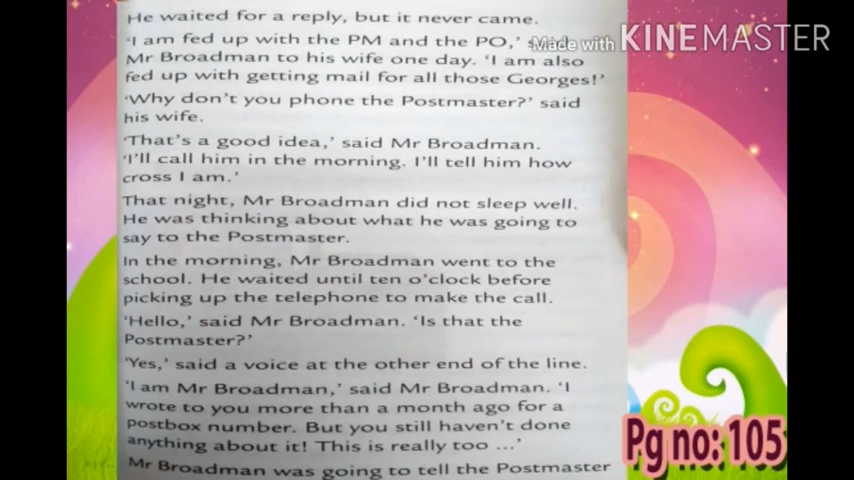 He waited for a reply, but it never came.
'I am fed up with the PM and the PO,'
Mr Broadman to his wife one day. 'I am also
fed up with getting mail for all those Georges!'
'Why don't you phone the Postmaster?' said
his wife.
'That's a good idea,' said Mr Broadman.
'I'll call him in the morning. I'll tell him how
cross I am.'
That night, Mr Broadman did not sleep well.
He was thinking about what he was going to
say to the Postmaster.
In the morning, Mr Broadman went to the
school. He waited until ten o'clock before
picking up the telephone to make the call.
'Hello,' said Mr Broadman. 'Is that the
Postmaster?'
'Yes,' said a voice at the other end of the line.
'I am Mr Broadman,' said Mr Broadman. 'I
wrote to you more than a month ago for a
postbox number. But you still haven't done
anything about it! This is really too ...'
Mr Broadman was going to tell the Postmaster
Made with KINEMASTER
Pg no: 105